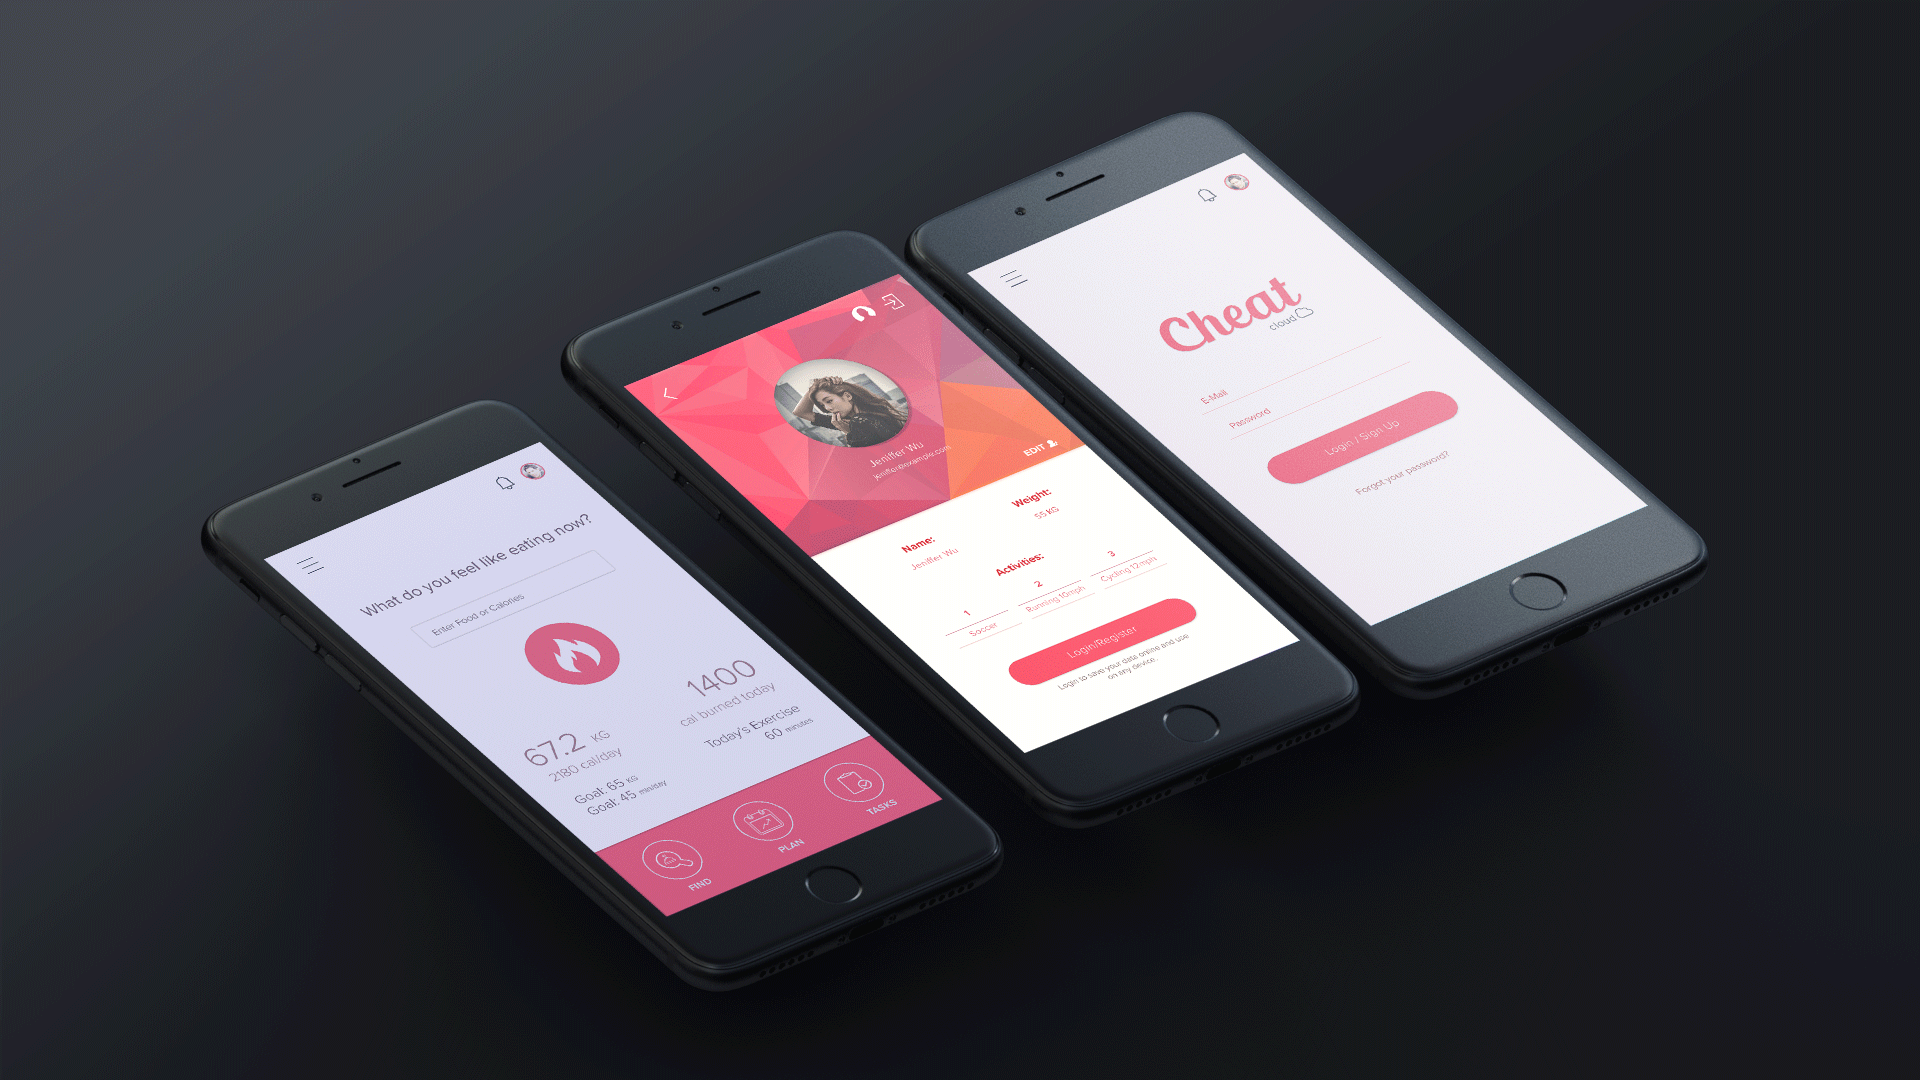 What do you feel like eating now?
Enter Food or Calories
67.2 KG
2180 cal/day
Goal: 65 KG
Goal: 45 min/day
1400
cal burned today
Today's Exercise
60 minutes
FIND
PLAN
TASKS
Jeniffer Wu
jeniffer@example.com
EDIT
Name:
Jeniffer Wu
Weight:
55 KG
Activities:
1
Soccer
2
Running 10mph
3
Cycling 12mph
Login/Register
Login to save your data online and use
on any device.
Cheat
cloud
E-Mail
Password
Login / Sign Up
Forgot your password?